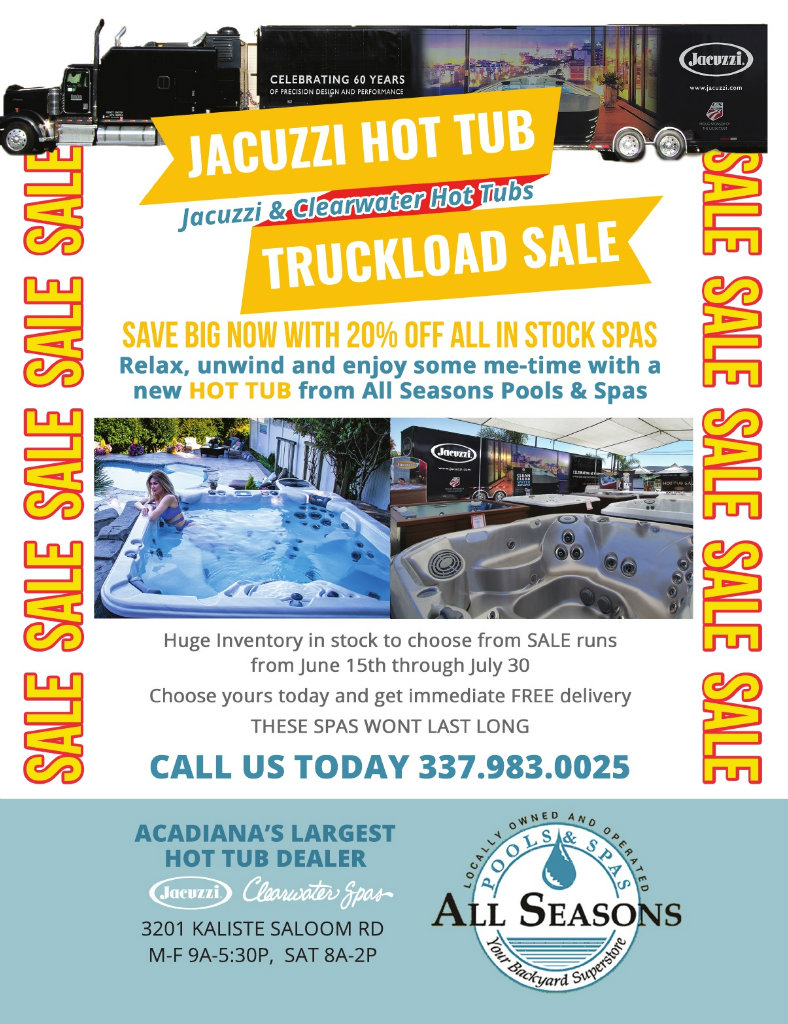 CELEBRATING 60 YEARS
OF PRECISION DESIGN AND PERFORMANCE
Jacuzzi.
www.jacuzzi.com
JACUZZI HOT TUB
Jacuzzi & Clearwater Hot Tubs
TRUCKLOAD SALE
SALE SALE SALE SALE SALE
SALE SALE SALE SALE SALE
SAVE BIG NOW WITH 20% OFF ALL IN STOCK SPAS
Relax, unwind and enjoy some me-time with a
new HOT TUB from All Seasons Pools & Spas
Jacuzzi
www.jacuzzi.com
Huge Inventory in stock to choose from SALE runs
from June 15th through July 30
Choose yours today and get immediate FREE delivery
THESE SPAS WONT LAST LONG
CALL US TODAY 337.983.0025
ACADIANA'S LARGEST
HOT TUB DEALER
Jacuzzi Clearwater Spas
3201 KALISTE SALOOM RD
M-F 9A-5:30P, SAT 8A-2P
LOCALLY OWNED AND OPERATED
POOLS & SPAS
ALL SEASONS
Your Backyard Superstore